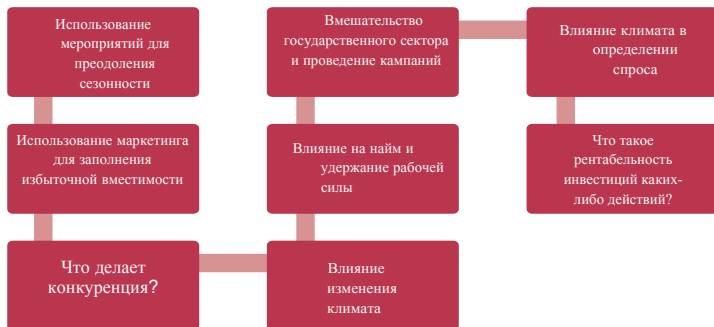 Использование
мероприятий для
преодоления
сезонности
Использование маркетинга
для заполнения
избыточной вместимости
Что делает
конкуренция?
Влияние
изменения
климата
Влияние на найм и
удержание рабочей
силы
Вмешательство
государственного сектора
и проведение кампаний
Влияние климата в
определении
спроса
Что такое
рентабельность
инвестиций каких-
либо действий?